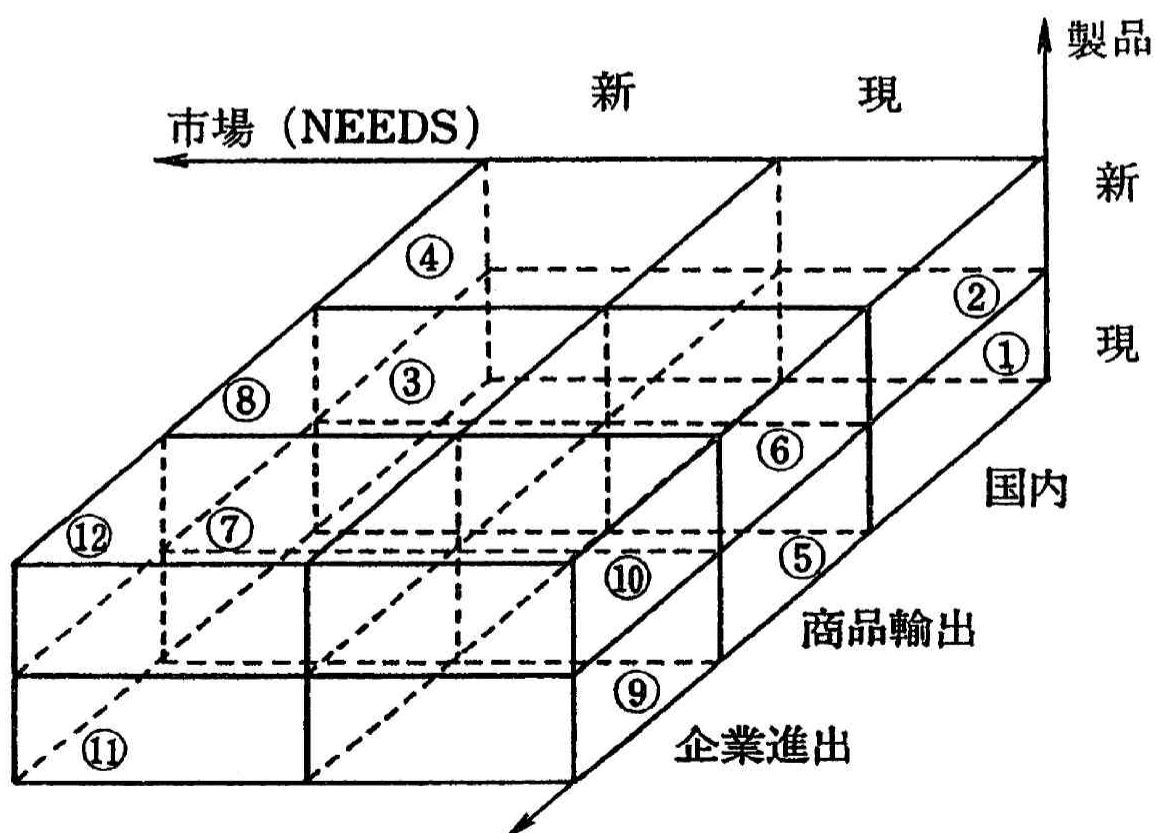 製品
新 現
市場 (NEEDS)
新
④
②
現
①
③
⑧
⑥
国内
⑦
⑫
⑤
⑩
商品輸出
⑨
企業進出
⑪